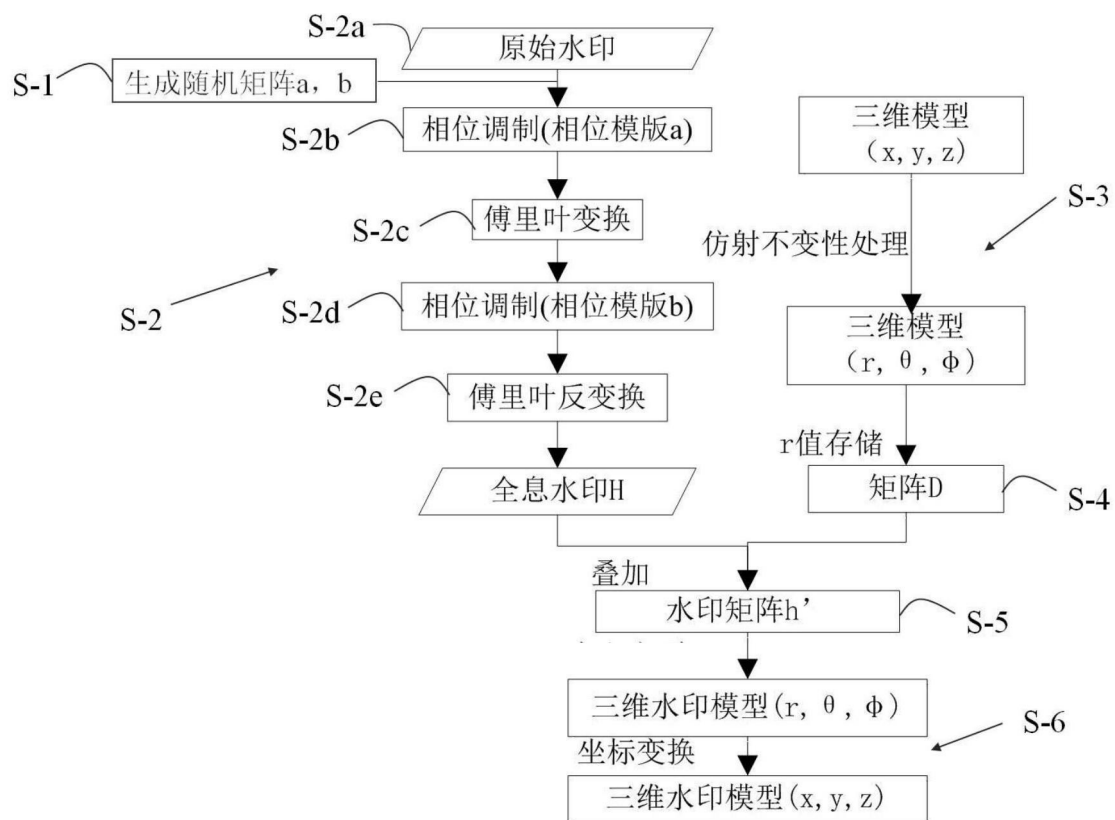 S-2a
原始水印
S-1
生成随机矩阵a，b
S-2b
相位调制(相位模版a)
三维模型
(x,y,z)
S-3
S-2c
傅里叶变换
仿射不变性处理
S-2
S-2d
相位调制(相位模版b)
三维模型
(r,θ,φ)
S-2e
傅里叶反变换
r值存储
全息水印H
矩阵D
S-4
叠加
水印矩阵h’
S-5
三维水印模型(r,θ,φ)
S-6
坐标变换
三维水印模型(x,y,z)